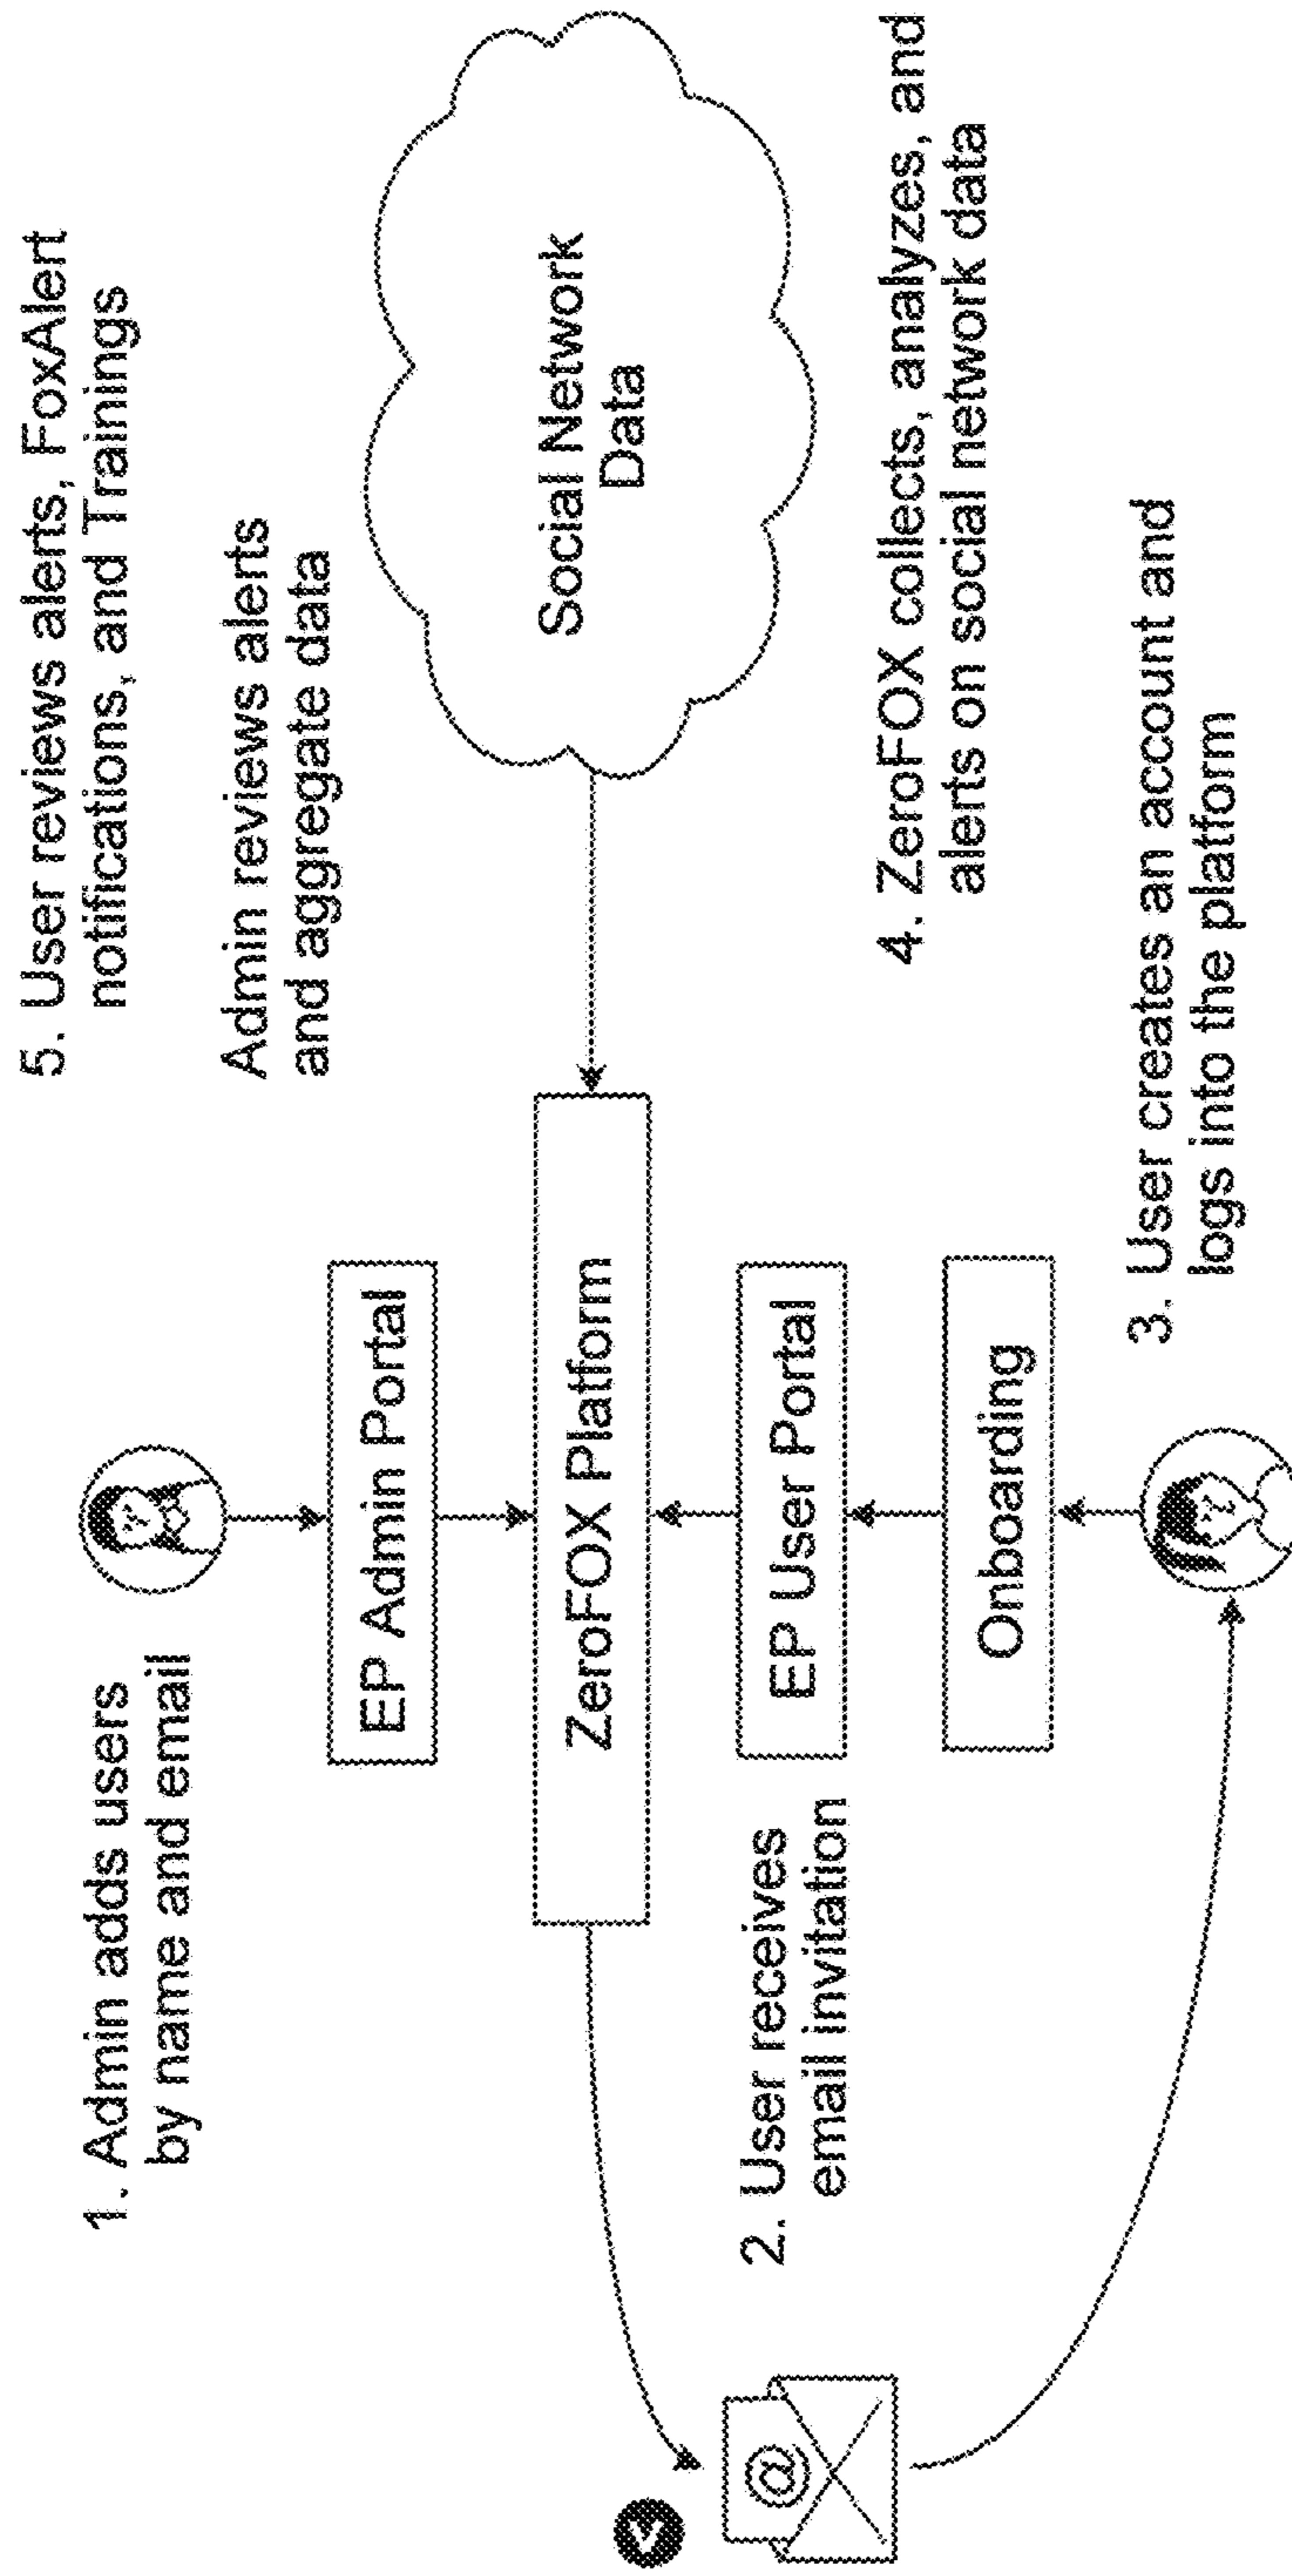 1. Admin adds users
by name and email
5. User reviews alerts, FoxAlert
notifications, and Trainings
Admin reviews alerts
and aggregate data
EP Admin Portal
ZeroFOX Platform
Social Network
Data
@
2. User receives
email invitation
EP User Portal
Onboarding
4. ZeroFOX collects, analyzes, and
alerts on social network data
3. User creates an account and
logs into the platform